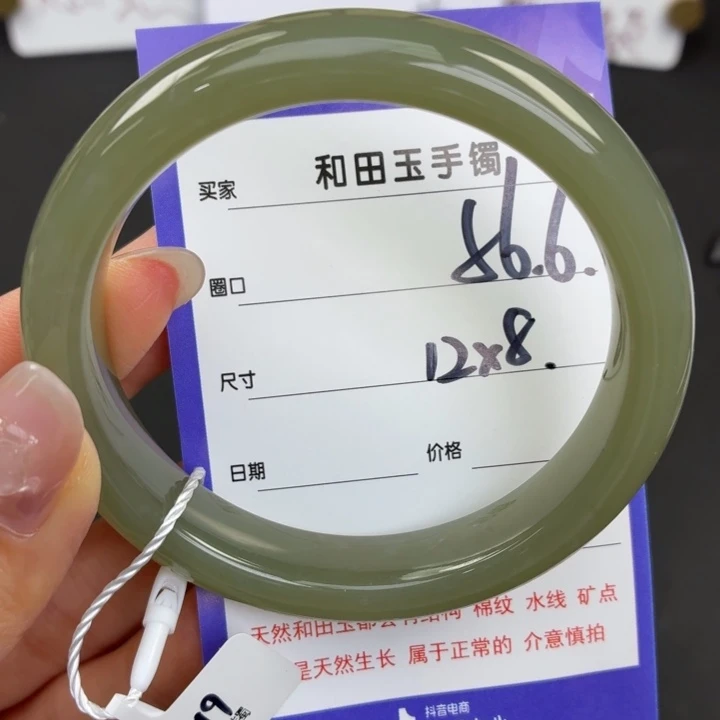 和田玉手镯
买家
圈口 56.6.
尺寸 12x8.
日期 价格
天然和田玉都会有结构 棉纹 水线 矿点
是天然生长 属于正常的 介意慎拍
19
抖音电商